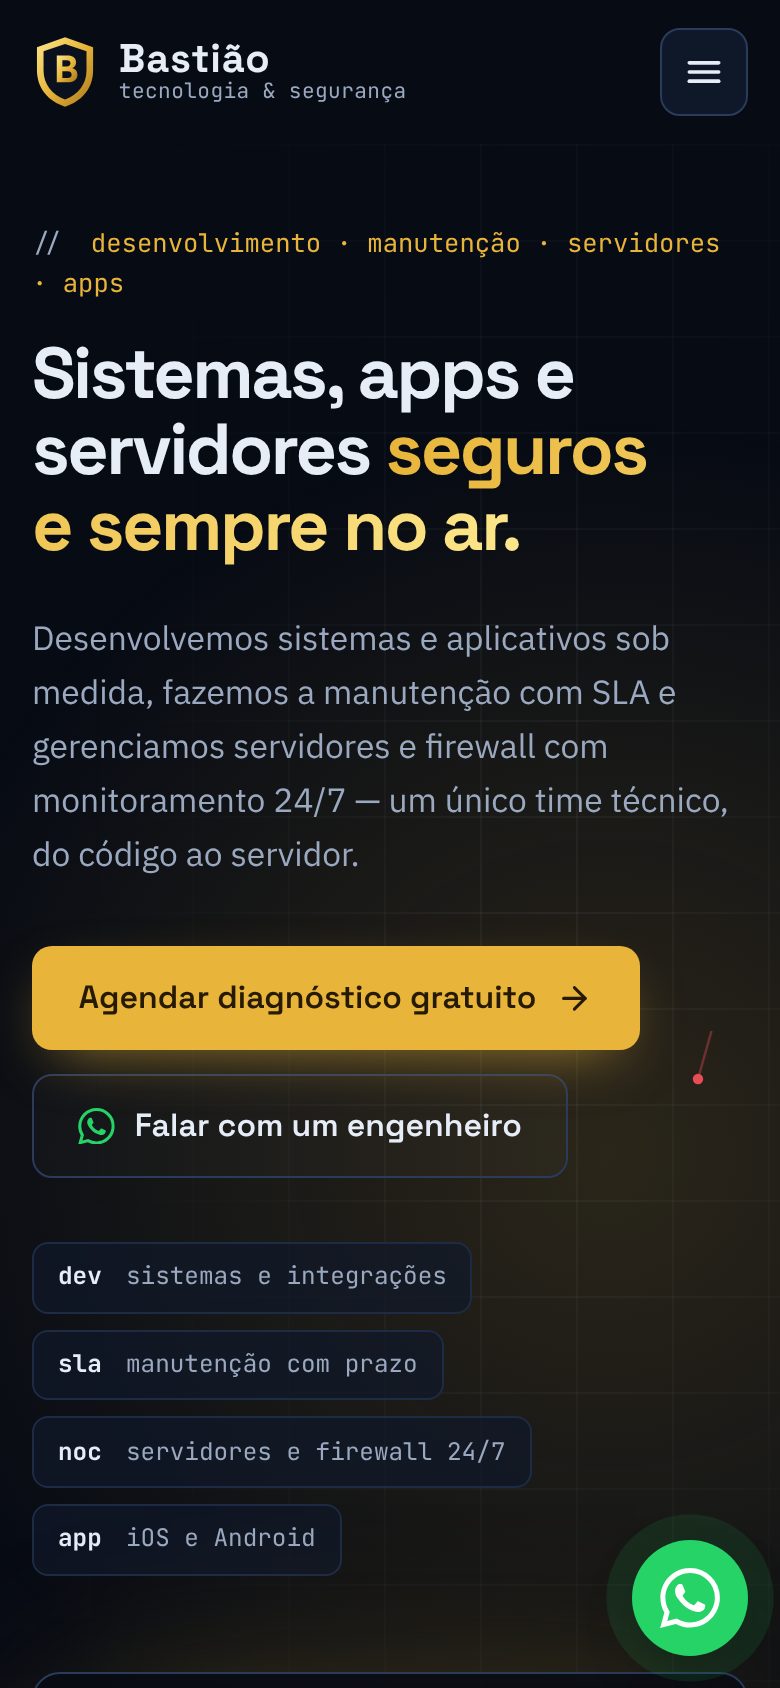 B
Bastião
tecnologia & segurança
// desenvolvimento · manutenção · servidores
· apps
Sistemas, apps e
servidores seguros
e sempre no ar.
Desenvolvemos sistemas e aplicativos sob
medida, fazemos a manutenção com SLA e
gerenciamos servidores e firewall com
monitoramento 24/7 — um único time técnico,
do código ao servidor.
Agendar diagnóstico gratuito →
Falar com um engenheiro
dev sistemas e integrações
sla manutenção com prazo
noc servidores e firewall 24/7
app iOS e Android